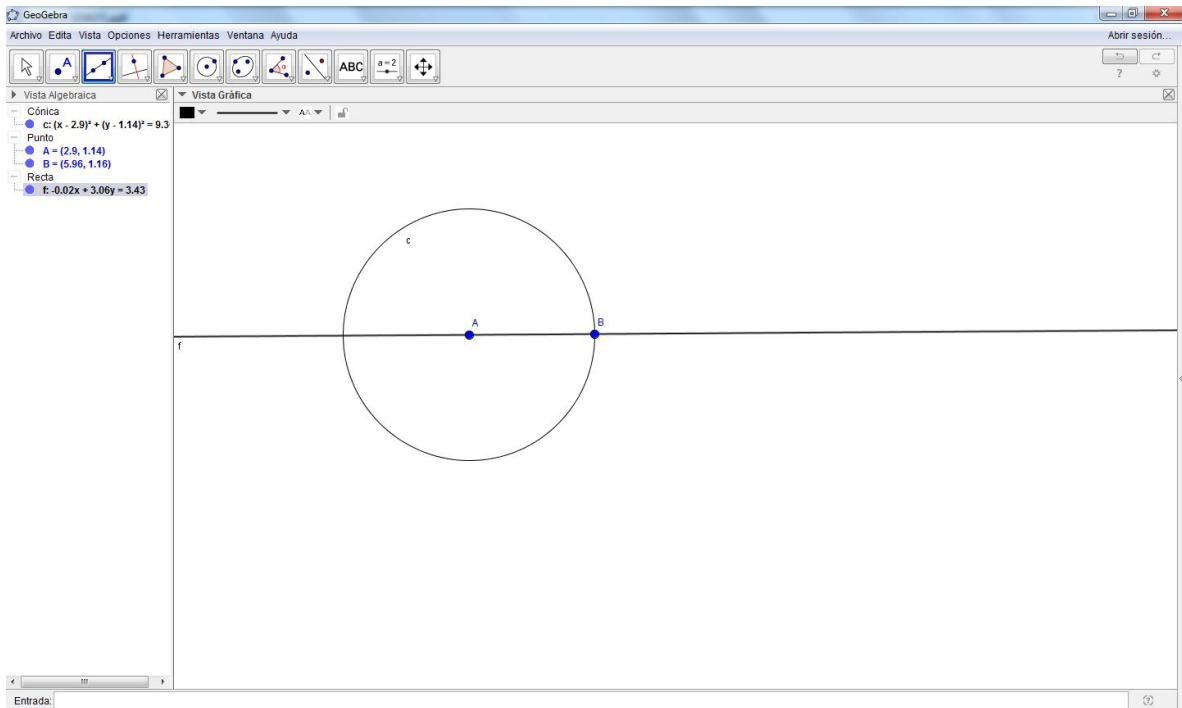 GeoGebra
Archivo Edita Vista Opciones Herramientas Ventana Ayuda
Abrir sesión...
A
ABC
a = 2
?
Vista Algebraica
Vista Gráfica
AA
Cónica
c: (x - 2.9)² + (y - 1.14)² = 9.3
Punto
A = (2.9, 1.14)
B = (5.96, 1.16)
Recta
f: -0.02x + 3.06y = 3.43
c
A
B
f
Entrada:
?